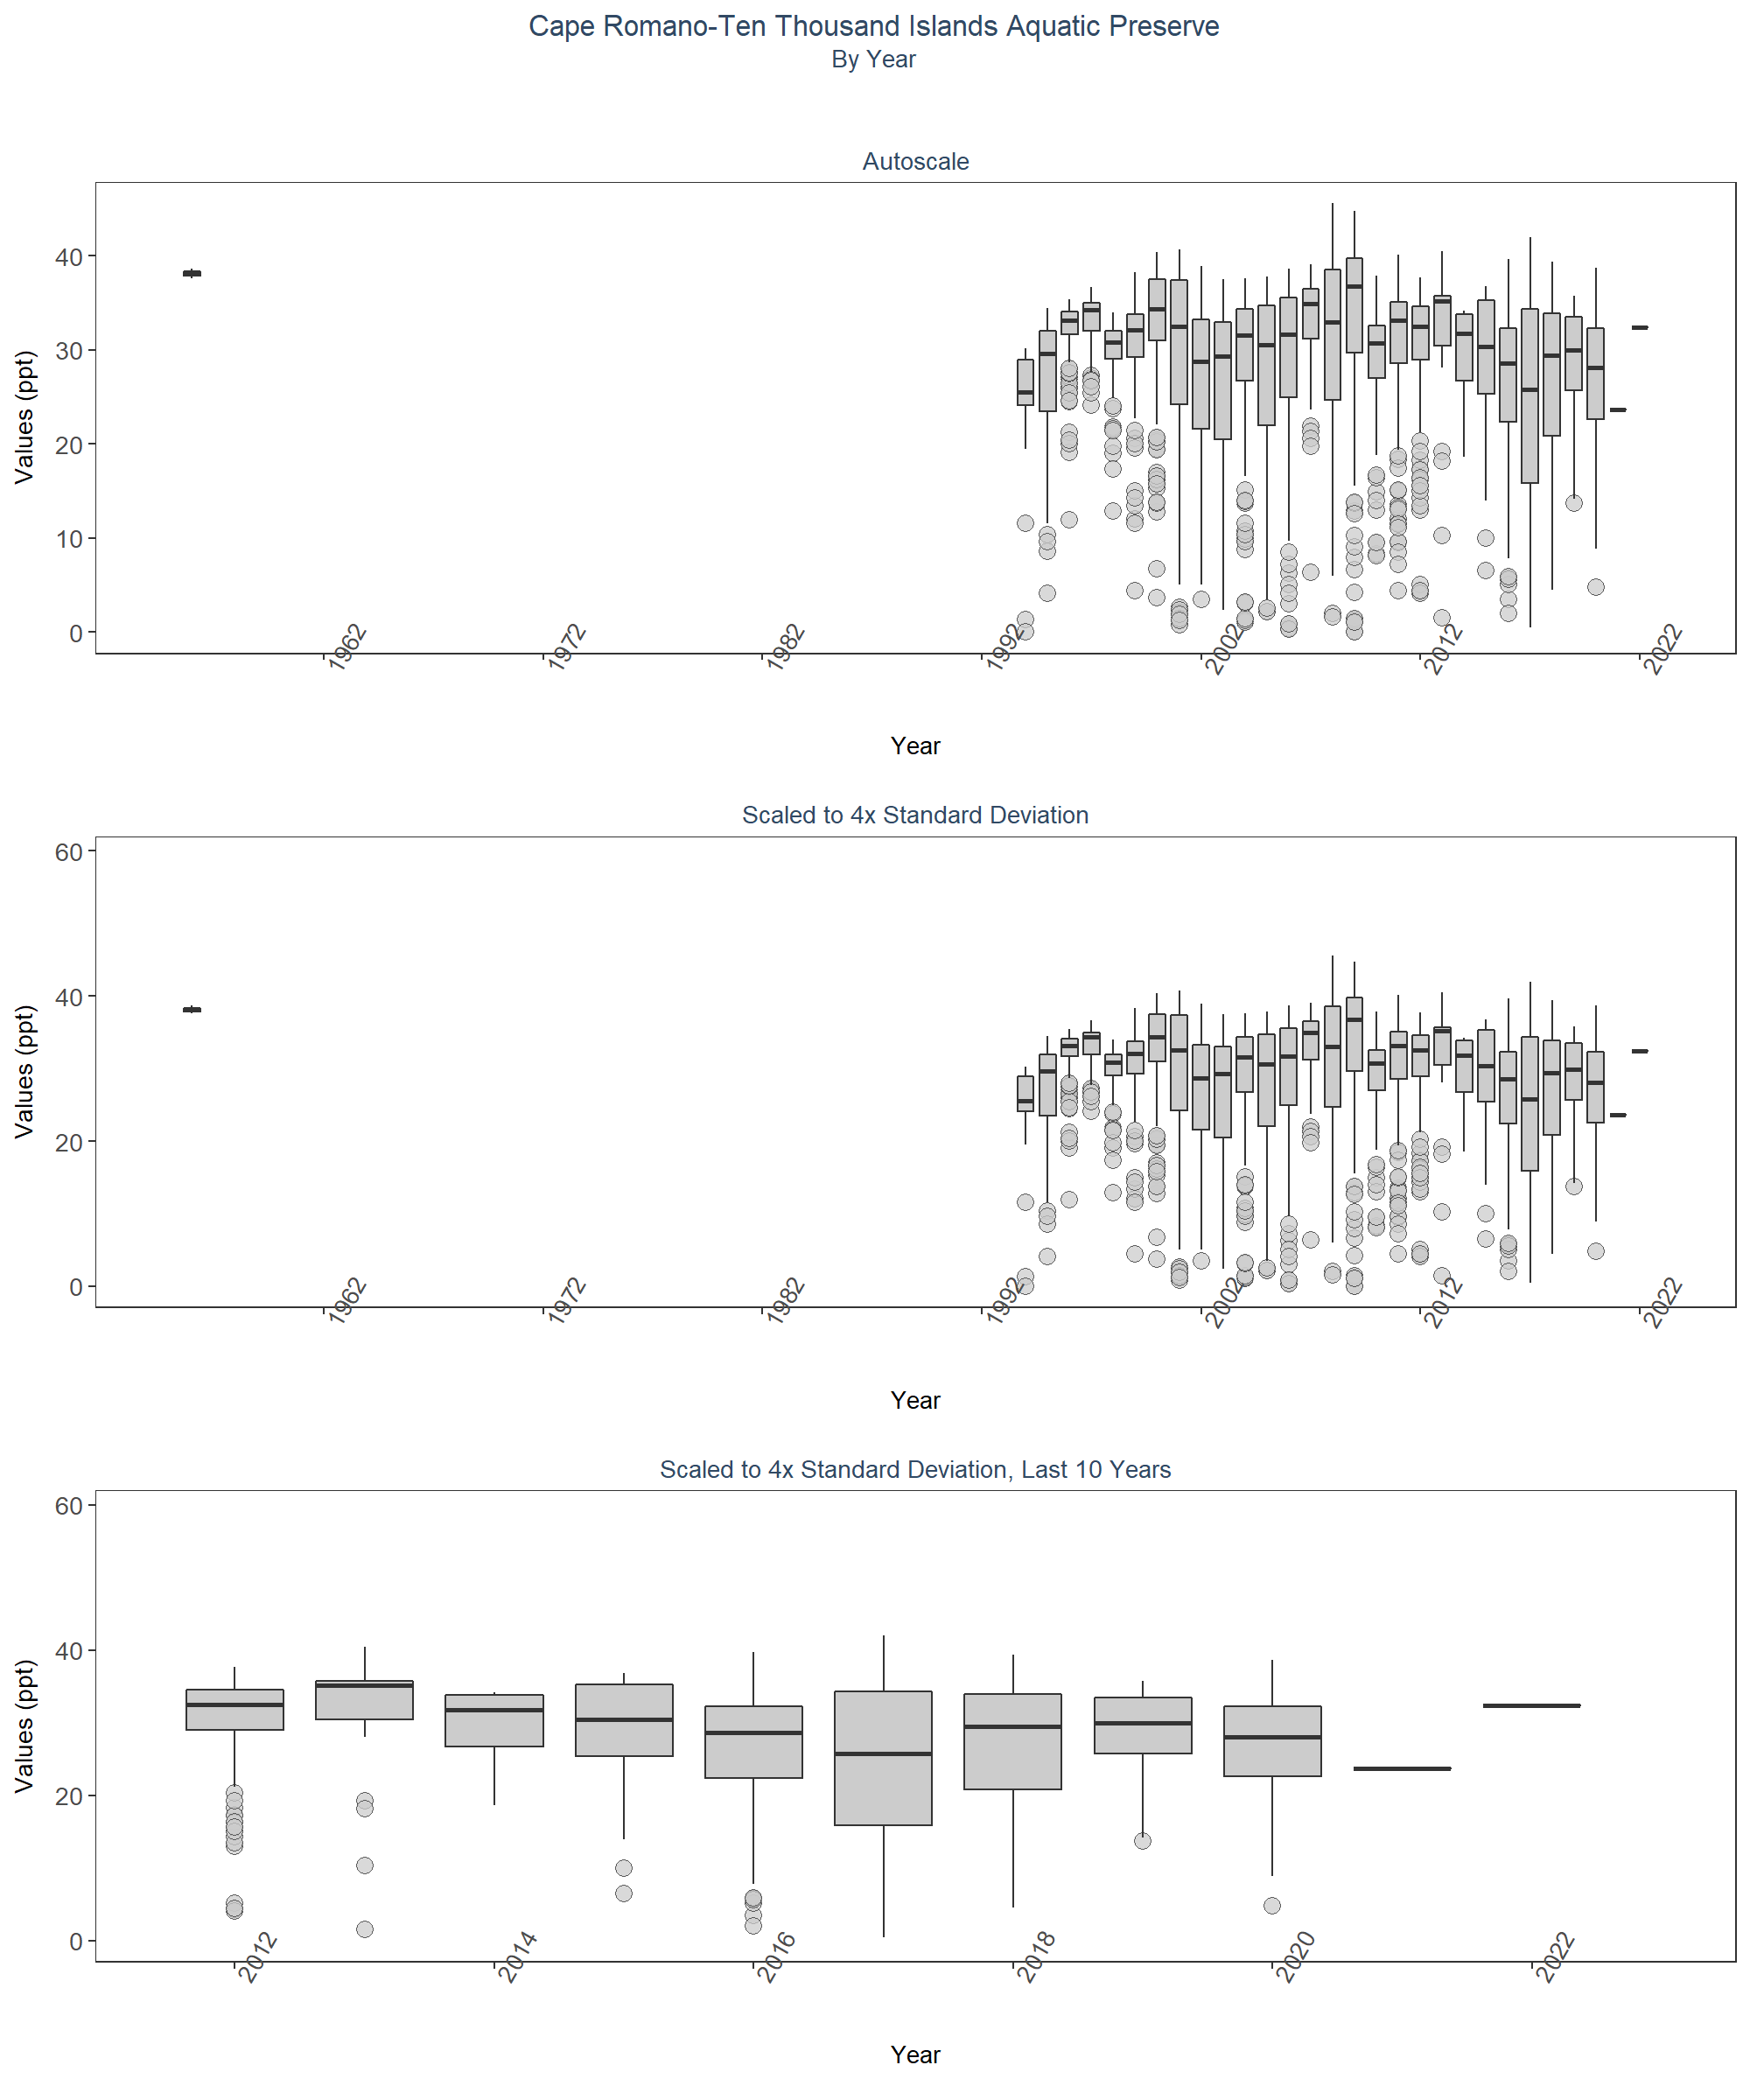 Cape Romano-Ten Thousand Islands Aquatic Preserve
By Year
Autoscale
Values (ppt)
40
30
20
10
0
1962 1972 1982 1992 2002 2012 2022
Year
Scaled to 4x Standard Deviation
Values (ppt)
60
40
20
0
1962 1972 1982 1992 2002 2012 2022
Year
Scaled to 4x Standard Deviation, Last 10 Years
Values (ppt)
60
40
20
0
2012 2014 2016 2018 2020 2022
Year